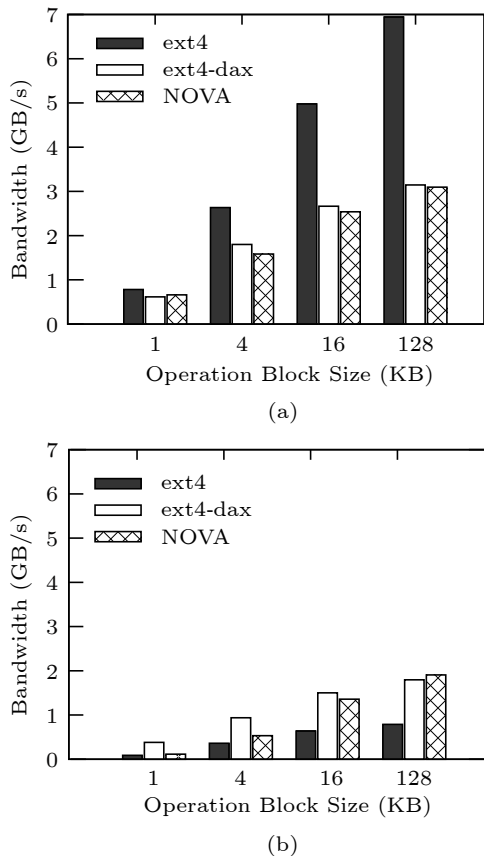 7
6
5
4
3
2
1
0
Bandwidth (GB/s)
ext4
ext4-dax
NOVA
1 4 16 128
Operation Block Size (KB)
(a)
7
6
5
4
3
2
1
0
Bandwidth (GB/s)
ext4
ext4-dax
NOVA
1 4 16 128
Operation Block Size (KB)
(b)